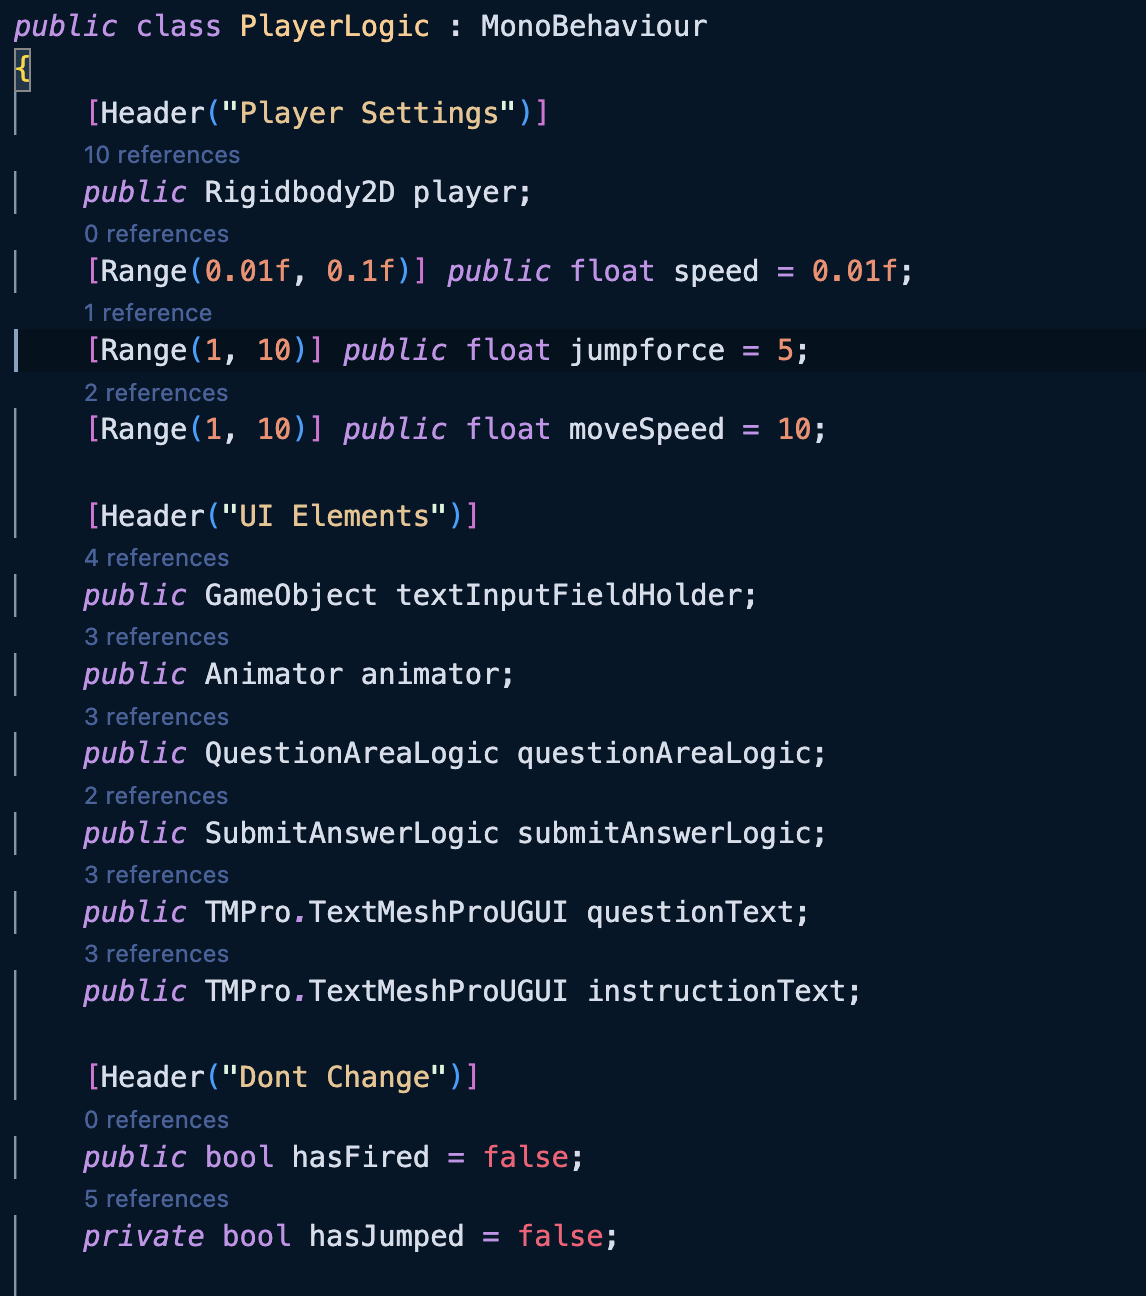 public class PlayerLogic : MonoBehaviour
{
[Header("Player Settings")]
10 references
public Rigidbody2D player;
0 references
[Range(0.01f, 0.1f)] public float speed = 0.01f;
1 reference
[Range(1, 10)] public float jumpforce = 5;
2 references
[Range(1, 10)] public float moveSpeed = 10;
[Header("UI Elements")]
4 references
public GameObject textInputFieldHolder;
3 references
public Animator animator;
3 references
public QuestionAreaLogic questionAreaLogic;
2 references
public SubmitAnswerLogic submitAnswerLogic;
3 references
public TMPro.TextMeshProUGUI questionText;
3 references
public TMPro.TextMeshProUGUI instructionText;
[Header("Dont Change")]
0 references
public bool hasFired = false;
5 references
private bool hasJumped = false;